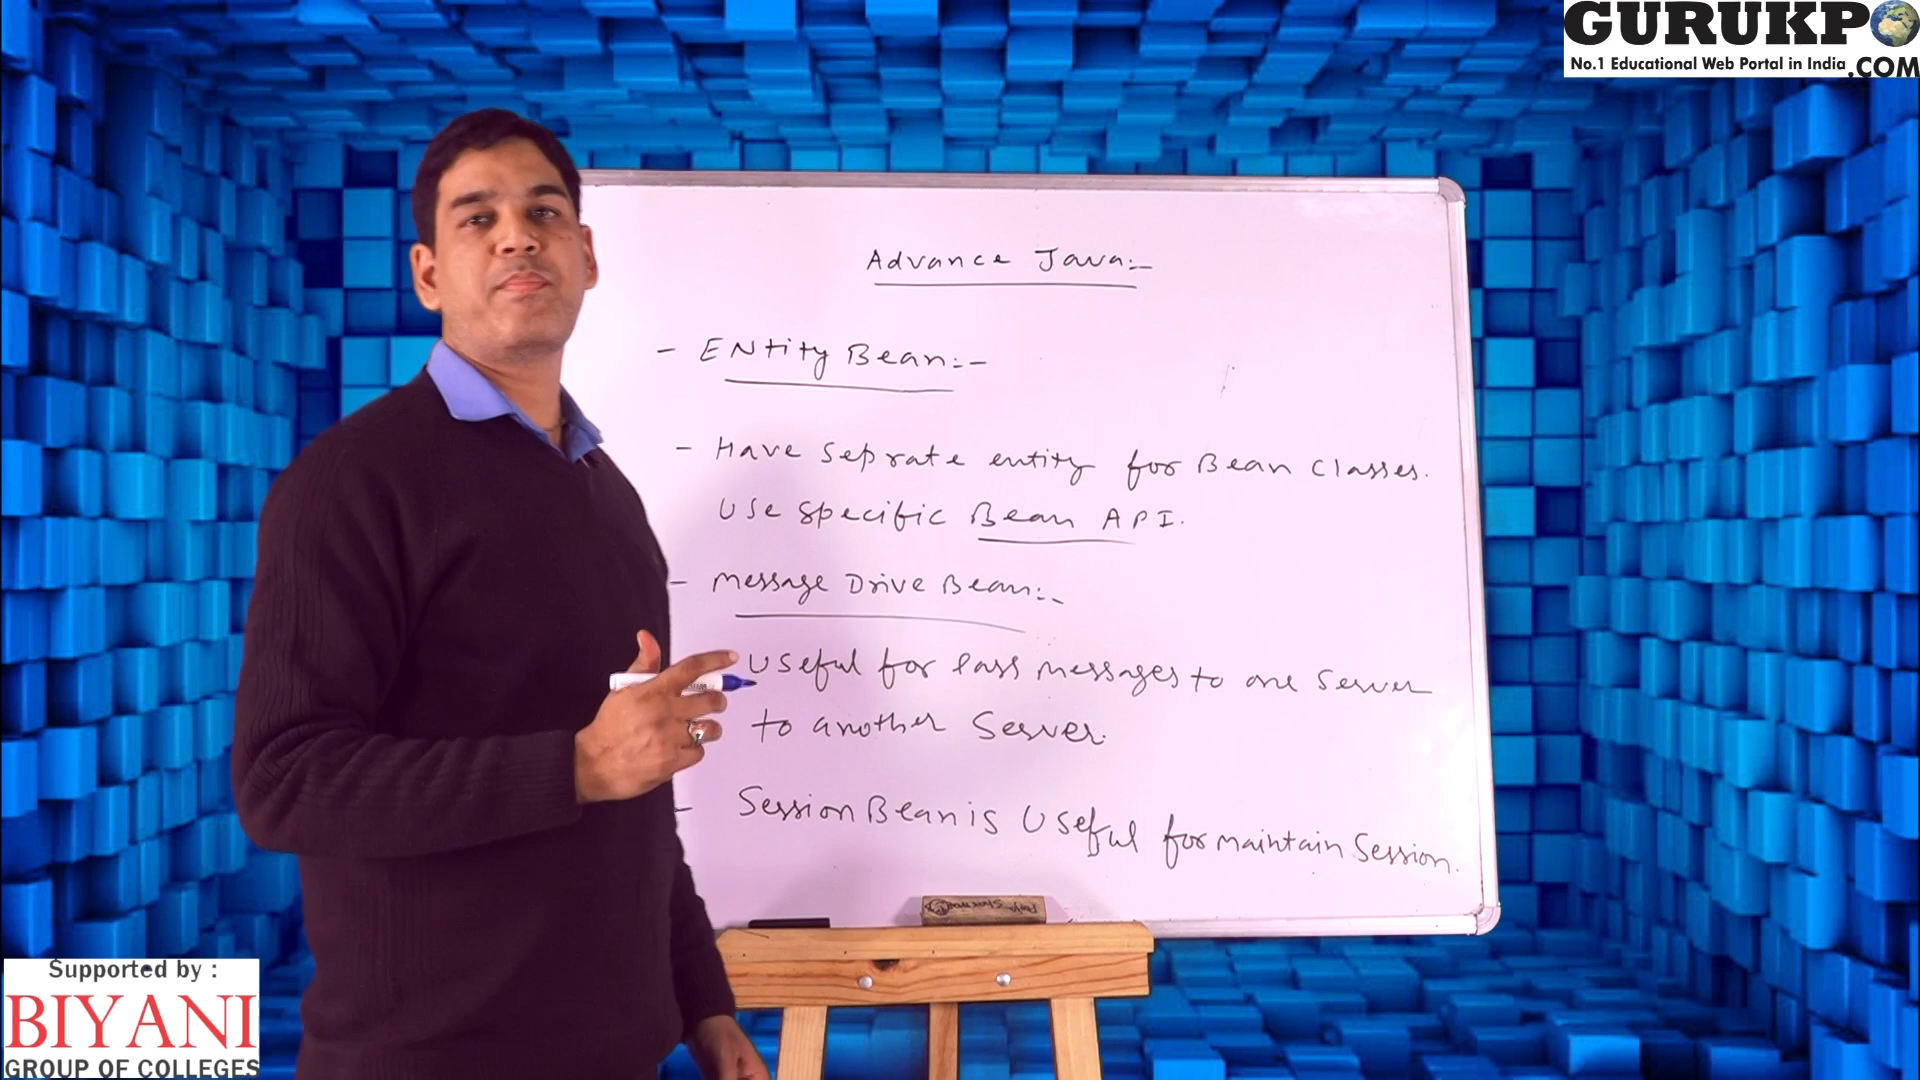 GURUKPO
No.1 Educational Web Portal in India .COM
Advance Java:-
- ENtity Bean:-
- Have Seprate entity for Bean Classes.
Use Specific Bean API.
- Message Drive Bean:-
Useful for Pass messages to one Server
to another Server.
- Session Bean is Useful for maintain Session.
Supported by :
BIYANI
GROUP OF COLLEGES